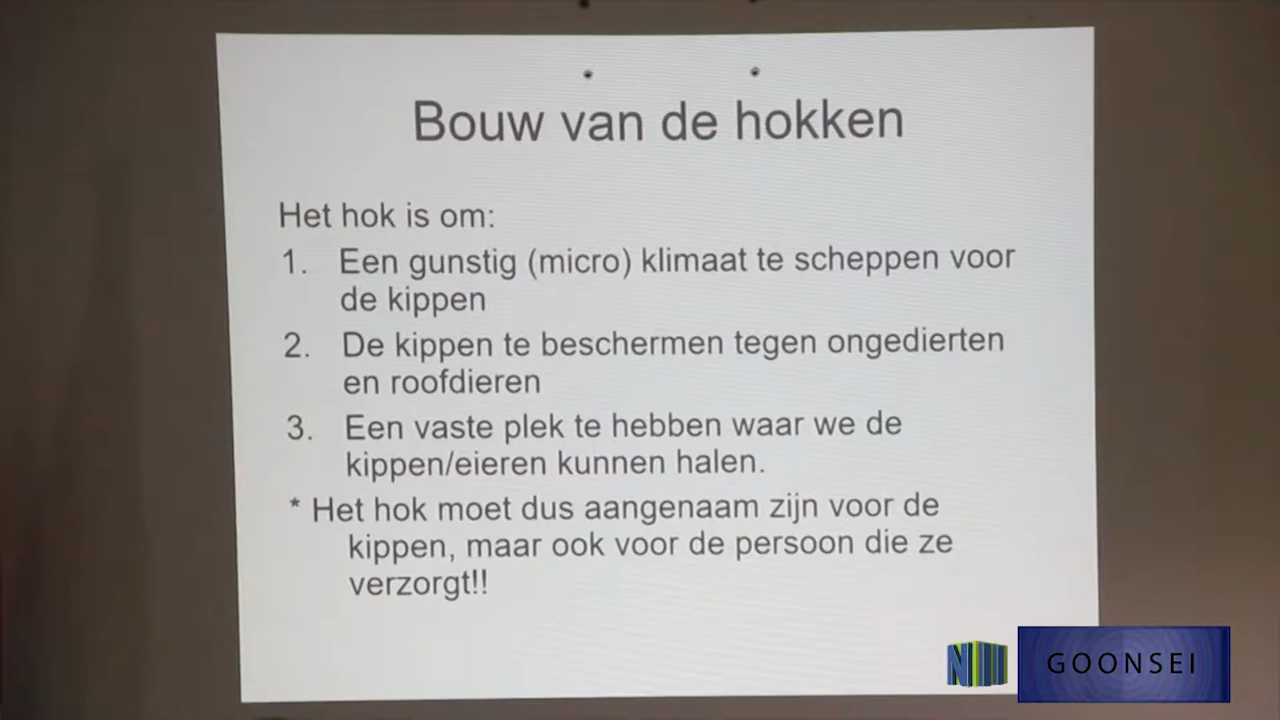 Bouw van de hokken
Het hok is om:
1. Een gunstig (micro) klimaat te scheppen voor
de kippen
2. De kippen te beschermen tegen ongedierten
en roofdieren
3. Een vaste plek te hebben waar we de
kippen/eieren kunnen halen.
* Het hok moet dus aangenaam zijn voor de
kippen, maar ook voor de persoon die ze
verzorgt!!
GOONSEI